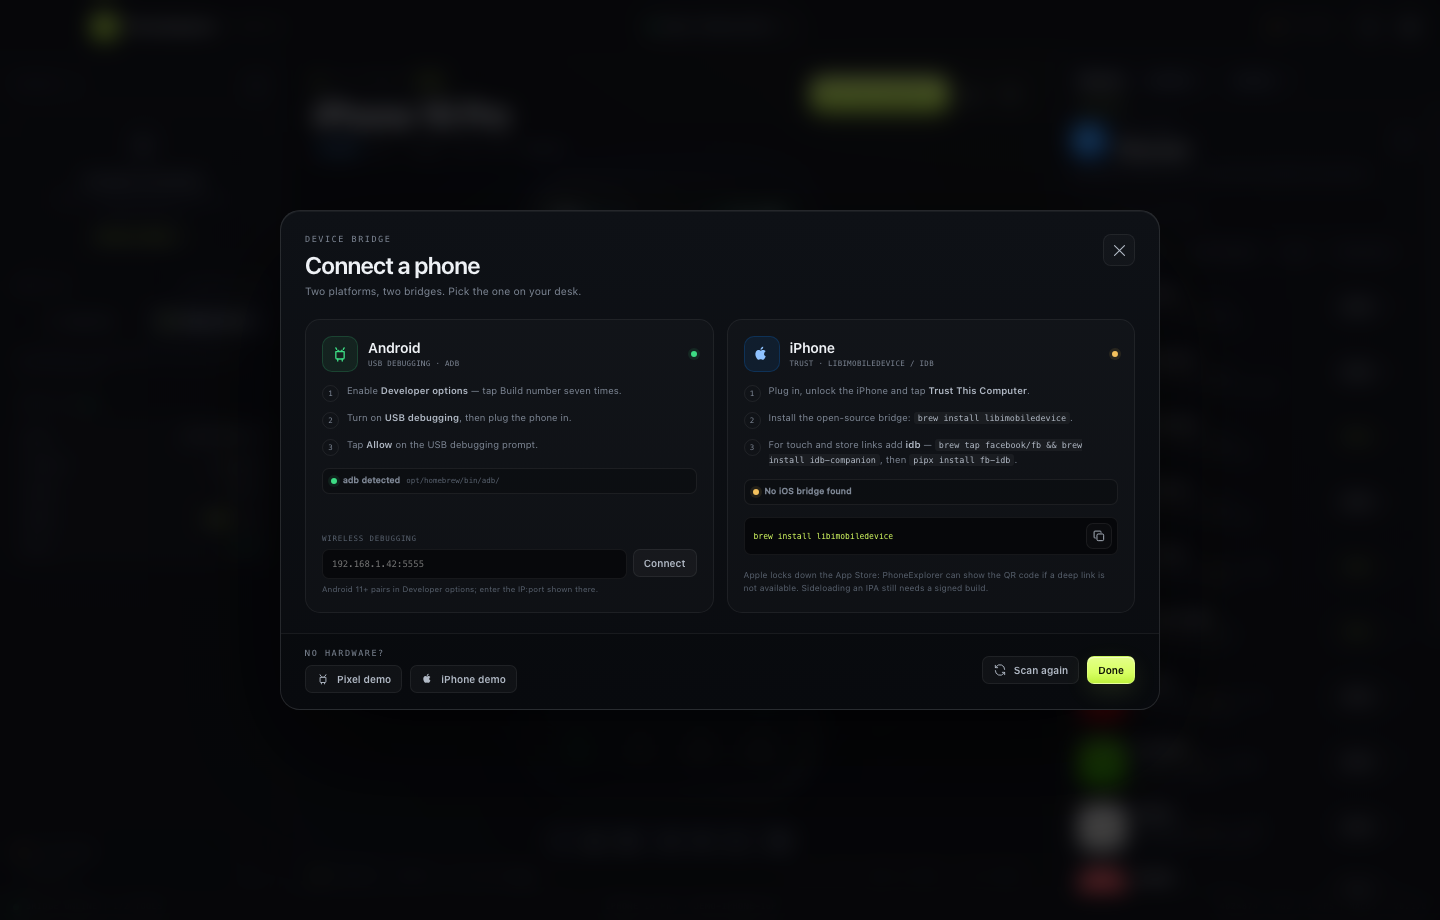 DEVICE BRIDGE
Connect a phone
Two platforms, two bridges. Pick the one on your desk.
Android
USB DEBUGGING · ADB
1 Enable Developer options — tap Build number seven times.
2 Turn on USB debugging, then plug the phone in.
3 Tap Allow on the USB debugging prompt.
adb detected opt/homebrew/bin/adb/
WIRELESS DEBUGGING
192.168.1.42:5555
Connect
Android 11+ pairs in Developer options; enter the IP:port shown there.
iPhone
TRUST · LIBIMOBILEDEVICE / IDB
1 Plug in, unlock the iPhone and tap Trust This Computer.
2 Install the open-source bridge: brew install libimobiledevice.
3 For touch and store links add idb — brew tap facebook/fb && brew
install idb-companion, then pipx install fb-idb.
No iOS bridge found
brew install libimobiledevice
Apple locks down the App Store: PhoneExplorer can show the QR code if a deep link is
not available. Sideloading an IPA still needs a signed build.
NO HARDWARE?
Pixel demo
iPhone demo
Scan again
Done